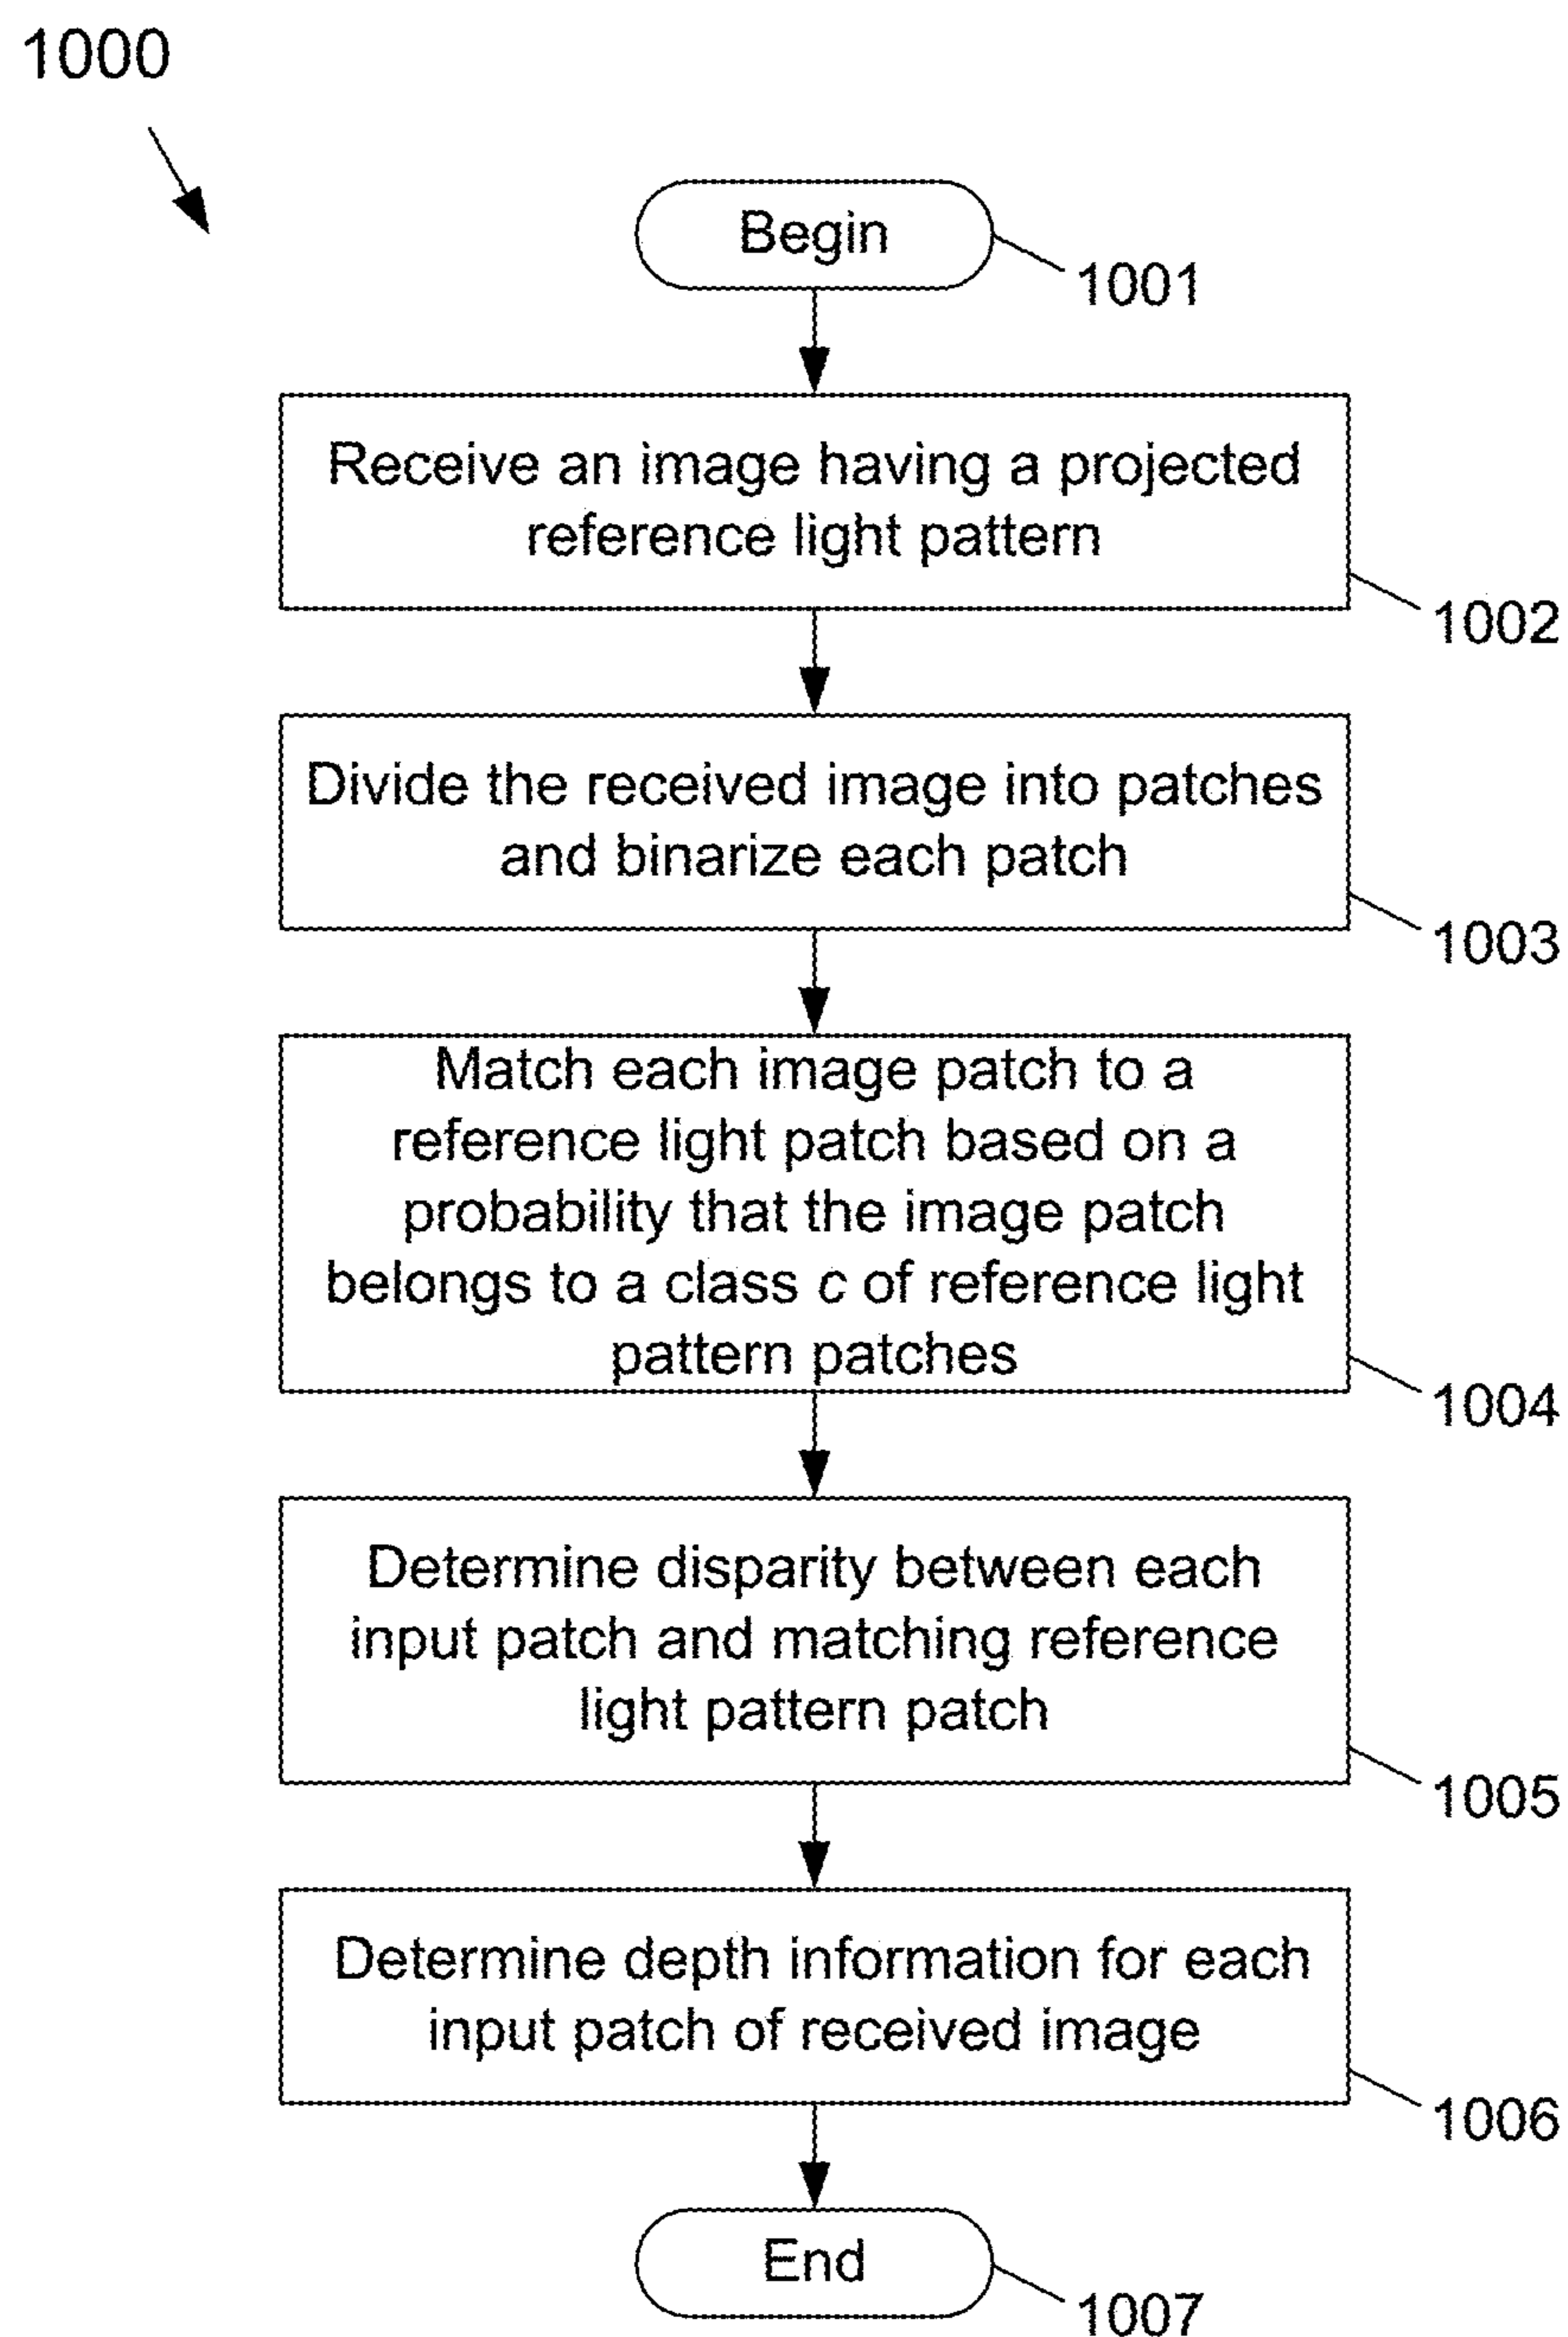 1000
Begin
1001
Receive an image having a projected
reference light pattern
1002
Divide the received image into patches
and binarize each patch
1003
Match each image patch to a
reference light patch based on a
probability that the image patch
belongs to a class c of reference light
pattern patches
1004
Determine disparity between each
input patch and matching reference
light pattern patch
1005
Determine depth information for each
input patch of received image
1006
End
1007